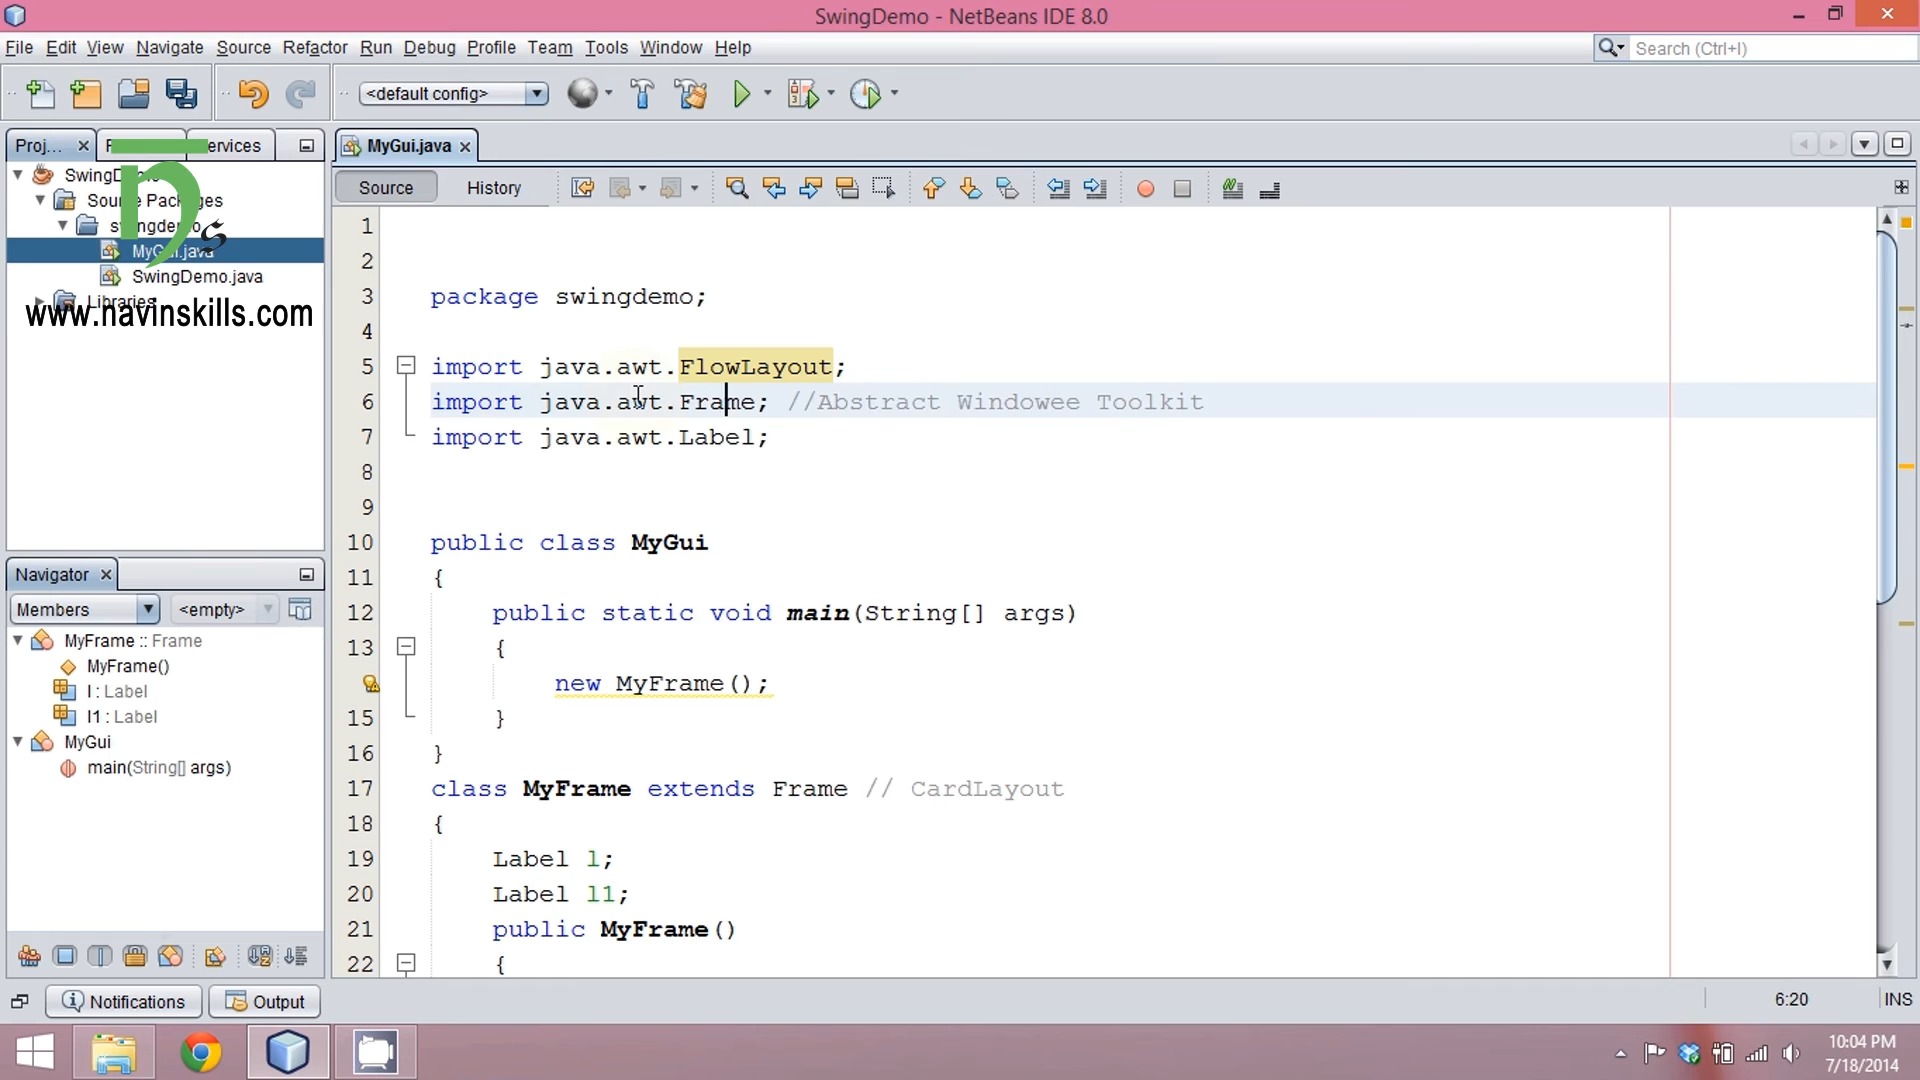 SwingDemo - NetBeans IDE 8.0
File Edit View Navigate Source Refactor Run Debug Profile Team Tools Window Help
Search (Ctrl+I)
<default config>
Proj...
ervices
MyGui.java
Source History
SwingD
Source Packages
swingdemo
MyGui.java
SwingDemo.java
Libraries
ns
www.navinskills.com
1
2
3 package swingdemo;
4
5 import java.awt.FlowLayout;
6 import java.awt.Frame; //Abstract Windowee Toolkit
7 import java.awt.Label;
8
9
10 public class MyGui
11 {
12 public static void main(String[] args)
13 {
new MyFrame();
15 }
16 }
17 class MyFrame extends Frame // CardLayout
18 {
19 Label l;
20 Label l1;
21 public MyFrame()
22 {
Navigator
Members <empty>
MyFrame :: Frame
MyFrame()
l : Label
l1 : Label
MyGui
main(String[] args)
Notifications Output
6:20 INS
10:04 PM
7/18/2014